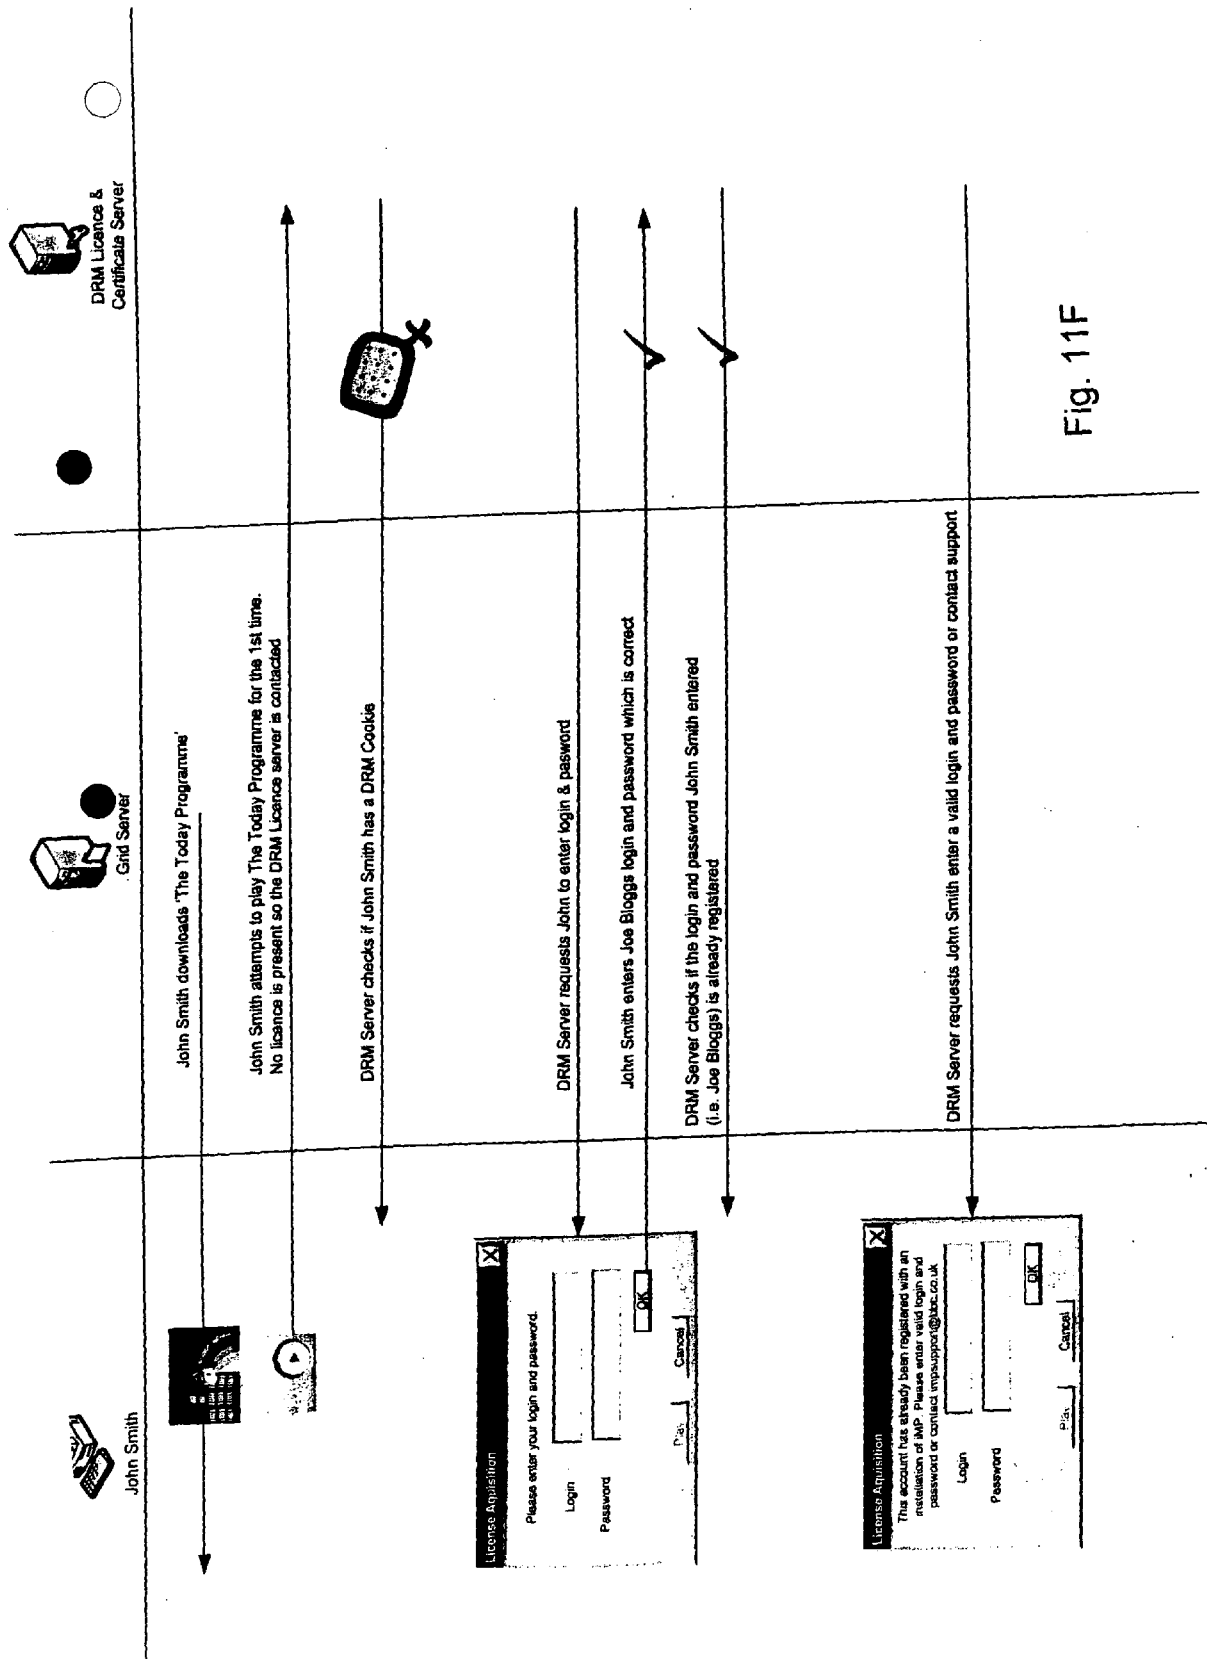 John Smith
Grid Server
DRM Licence &
Certificate Server
John Smith downloads 'The Today Programme'
John Smith attempts to play The Today Programme for the 1st time.
No licence is present so the DRM Licence server is contacted
DRM Server checks if John Smith has a DRM Cookie
DRM Server requests John to enter login & pasword
License Aquisition
X
Please enter your login and password.
Login
Password
OK
Play
Cancel
John Smith enters Joe Bloggs login and password which is correct
DRM Server checks if the login and password John Smith entered
(i.e. Joe Bloggs) is already registered
DRM Server requests John Smith enter a valid login and password or contact support
License Aquisition
X
This account has already been registered with an
installation of iMP. Please enter valid login and
password or contact impsupport@bbc.co.uk
Login
Password
OK
Play
Cancel
Fig. 11F